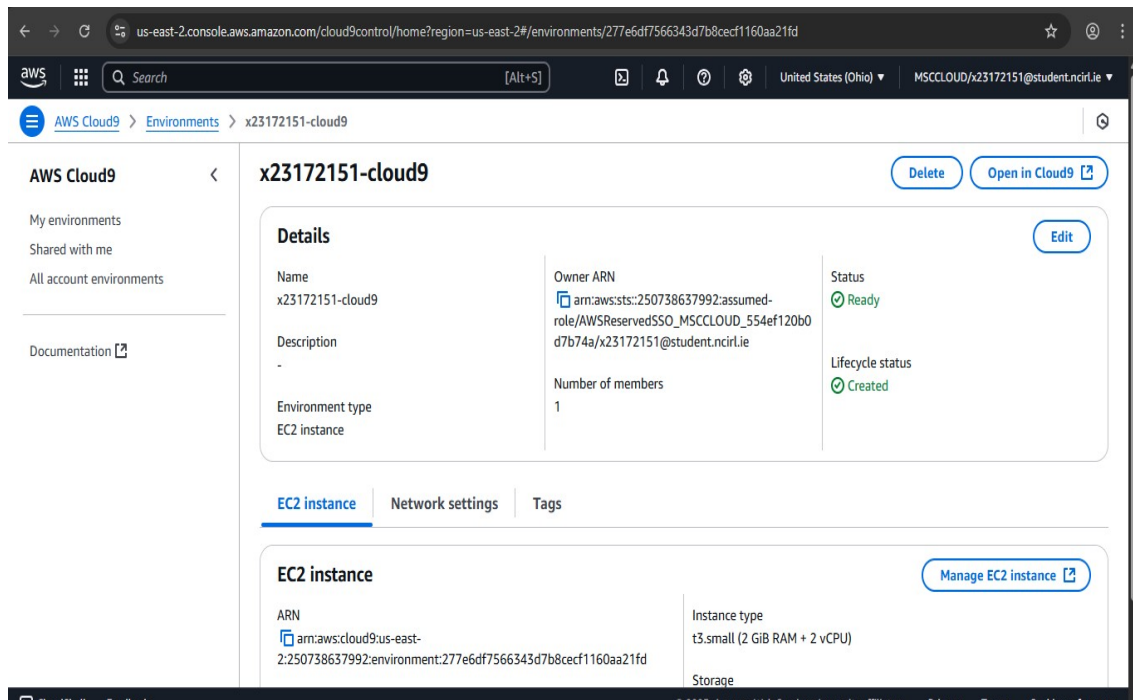 us-east-2.console.aws.amazon.com/cloud9control/home?region=us-east-2#/environments/277e6df7566343d7b8cecf1160aa21fd
aws
Search
[Alt+S]
United States (Ohio)
MSCCLOUD/x23172151@student.ncirl.ie
AWS Cloud9 > Environments > x23172151-cloud9
AWS Cloud9
My environments
Shared with me
All account environments
Documentation
x23172151-cloud9
Delete
Open in Cloud9
Details
Edit
Name
x23172151-cloud9
Description
-
Environment type
EC2 instance
Owner ARN
arn:aws:sts::250738637992:assumed-
role/AWSReservedSSO_MSCCLOUD_554ef120b0
d7b74a/x23172151@student.ncirl.ie
Number of members
1
Status
Ready
Lifecycle status
Created
EC2 instance
Network settings
Tags
EC2 instance
Manage EC2 instance
ARN
arn:aws:cloud9:us-east-
2:250738637992:environment:277e6df7566343d7b8cecf1160aa21fd
Instance type
t3.small (2 GiB RAM + 2 vCPU)
Storage